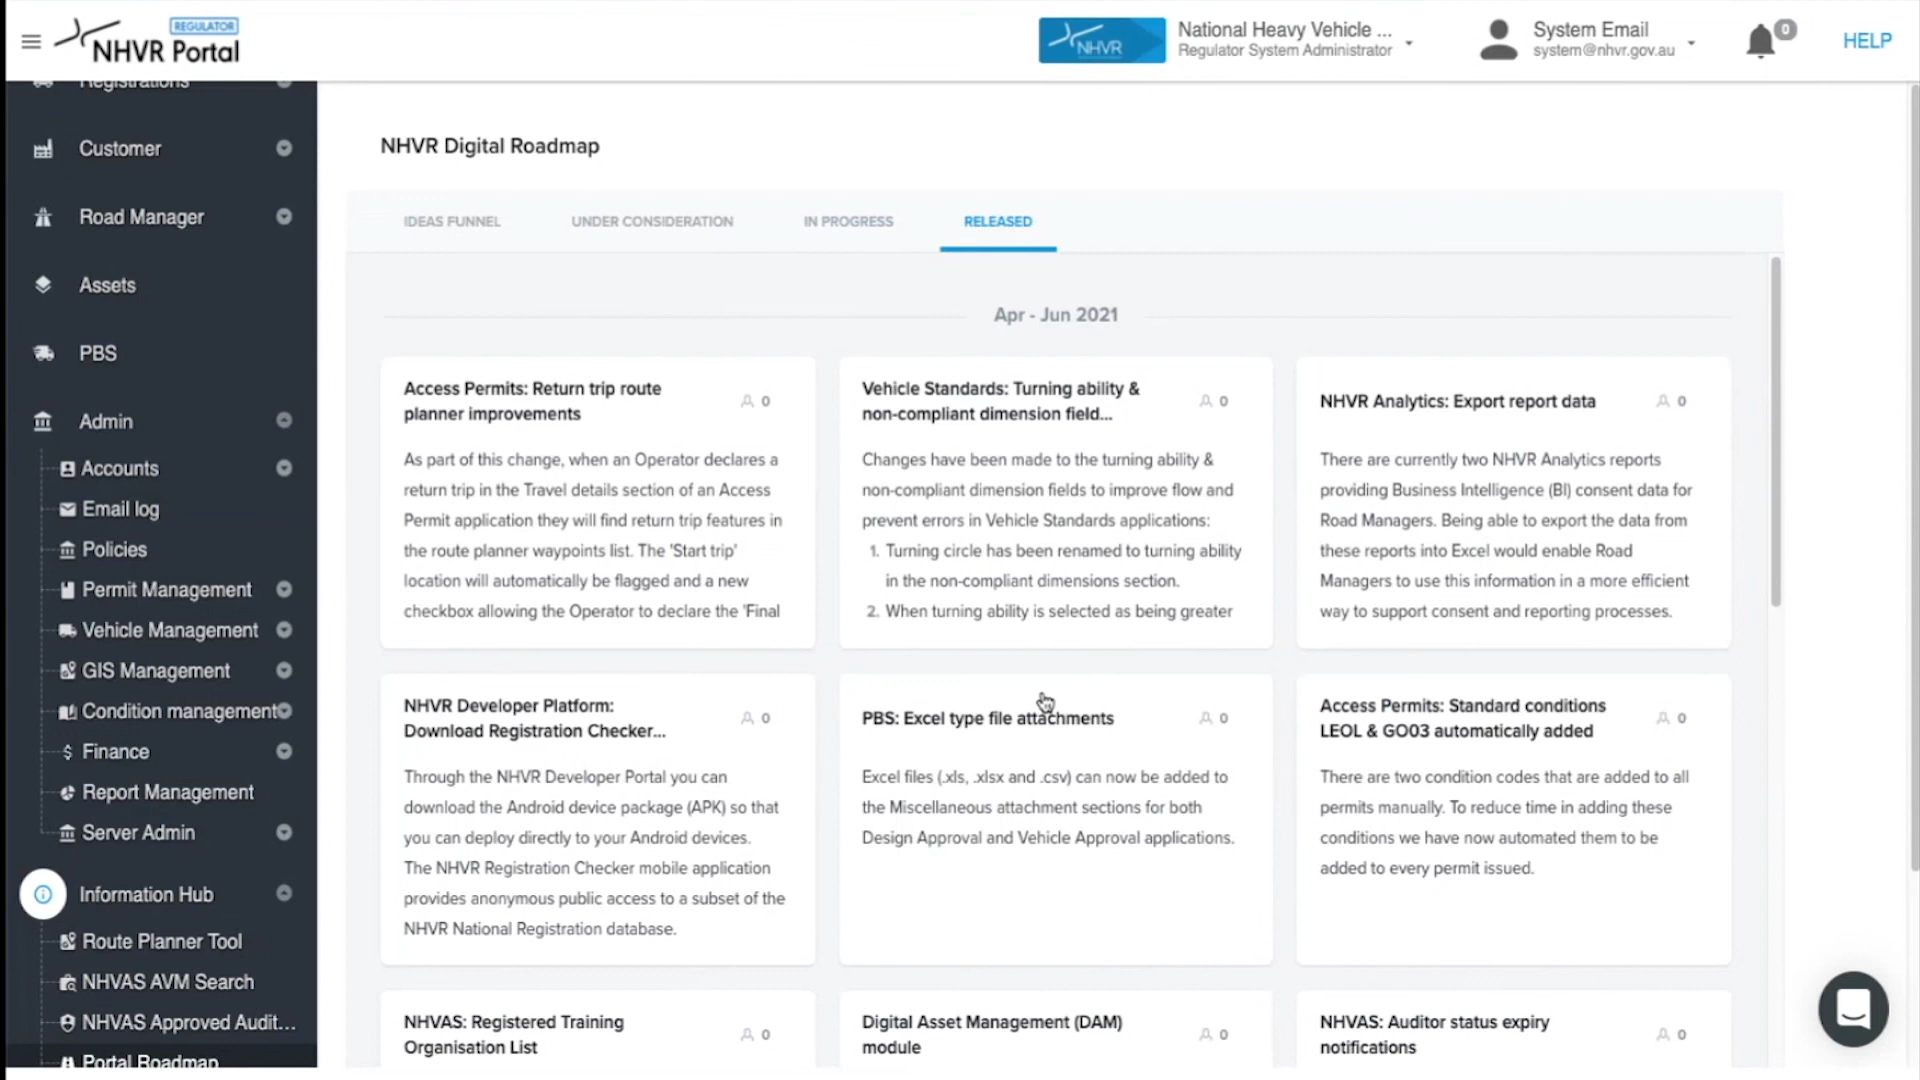 REGULATOR
NHVR Portal
NHVR
National Heavy Vehicle ...
Regulator System Administrator
System Email
system@nhvr.gov.au
0
HELP
Registrations
Customer
Road Manager
Assets
PBS
Admin
Accounts
Email log
Policies
Permit Management
Vehicle Management
GIS Management
Condition management
Finance
Report Management
Server Admin
Information Hub
Route Planner Tool
NHVAS AVM Search
NHVAS Approved Audit...
Portal Roadmap
NHVR Digital Roadmap
IDEAS FUNNEL UNDER CONSIDERATION IN PROGRESS RELEASED
Apr - Jun 2021
Access Permits: Return trip route
planner improvements
0
As part of this change, when an Operator declares a
return trip in the Travel details section of an Access
Permit application they will find return trip features in
the route planner waypoints list. The 'Start trip'
location will automatically be flagged and a new
checkbox allowing the Operator to declare the 'Final
Vehicle Standards: Turning ability &
non-compliant dimension field...
0
Changes have been made to the turning ability &
non-compliant dimension fields to improve flow and
prevent errors in Vehicle Standards applications:
1. Turning circle has been renamed to turning ability
in the non-compliant dimensions section.
2. When turning ability is selected as being greater
NHVR Analytics: Export report data
0
There are currently two NHVR Analytics reports
providing Business Intelligence (BI) consent data for
Road Managers. Being able to export the data from
these reports into Excel would enable Road
Managers to use this information in a more efficient
way to support consent and reporting processes.
NHVR Developer Platform:
Download Registration Checker...
0
Through the NHVR Developer Portal you can
download the Android device package (APK) so that
you can deploy directly to your Android devices.
The NHVR Registration Checker mobile application
provides anonymous public access to a subset of the
NHVR National Registration database.
PBS: Excel type file attachments
0
Excel files (.xls, .xlsx and .csv) can now be added to
the Miscellaneous attachment sections for both
Design Approval and Vehicle Approval applications.
Access Permits: Standard conditions
LEOL & GO03 automatically added
0
There are two condition codes that are added to all
permits manually. To reduce time in adding these
conditions we have now automated them to be
added to every permit issued.
NHVAS: Registered Training
Organisation List
0
Digital Asset Management (DAM)
module
0
NHVAS: Auditor status expiry
notifications
0